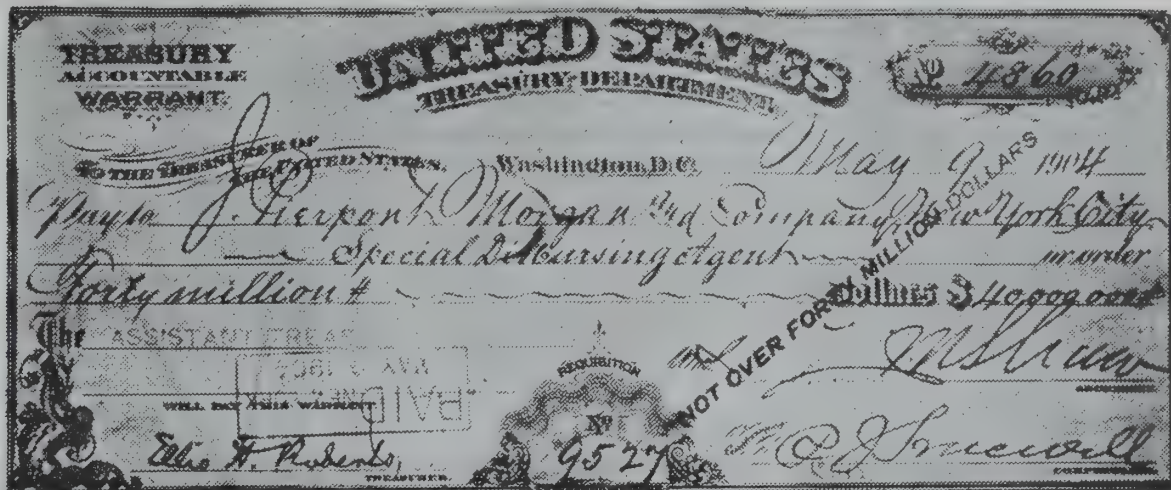 TREASURY
ACCOUNTABLE
WARRANT.
UNITED STATES
TREASURY DEPARTMENT,
No 4860
TO THE TREASURER OF
THE UNITED STATES,
Washington, D.C. May 9 1904
Pay to J. Pierpont Morgan and Company, New York City
Special Disbursing Agent or order
Forty million # Dollars $40,000,000
NOT OVER FORTY MILLION DOLLARS
The ASSISTANT TREAS
PAID
WILL PAY THIS WARRANT
Ellis H. Roberts,
TREASURER.
REQUISITION
No
9527